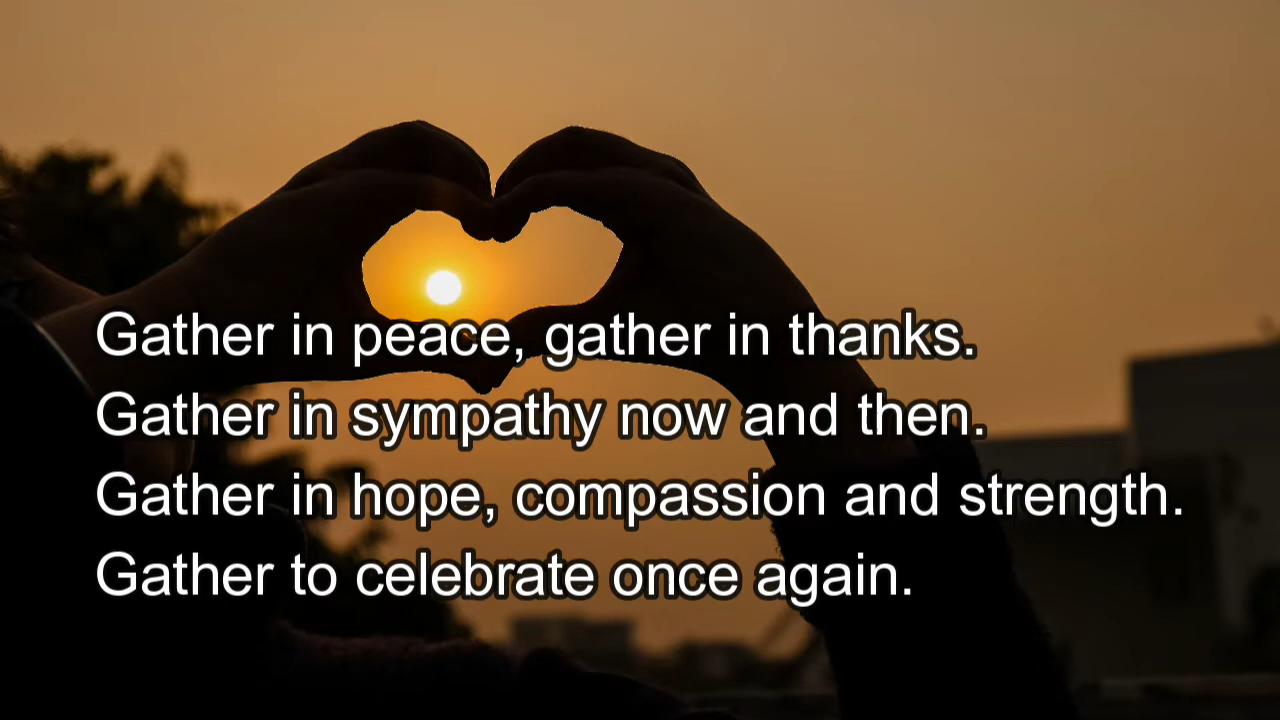 Gather in peace, gather in thanks.
Gather in sympathy now and then.
Gather in hope, compassion and strength.
Gather to celebrate once again.